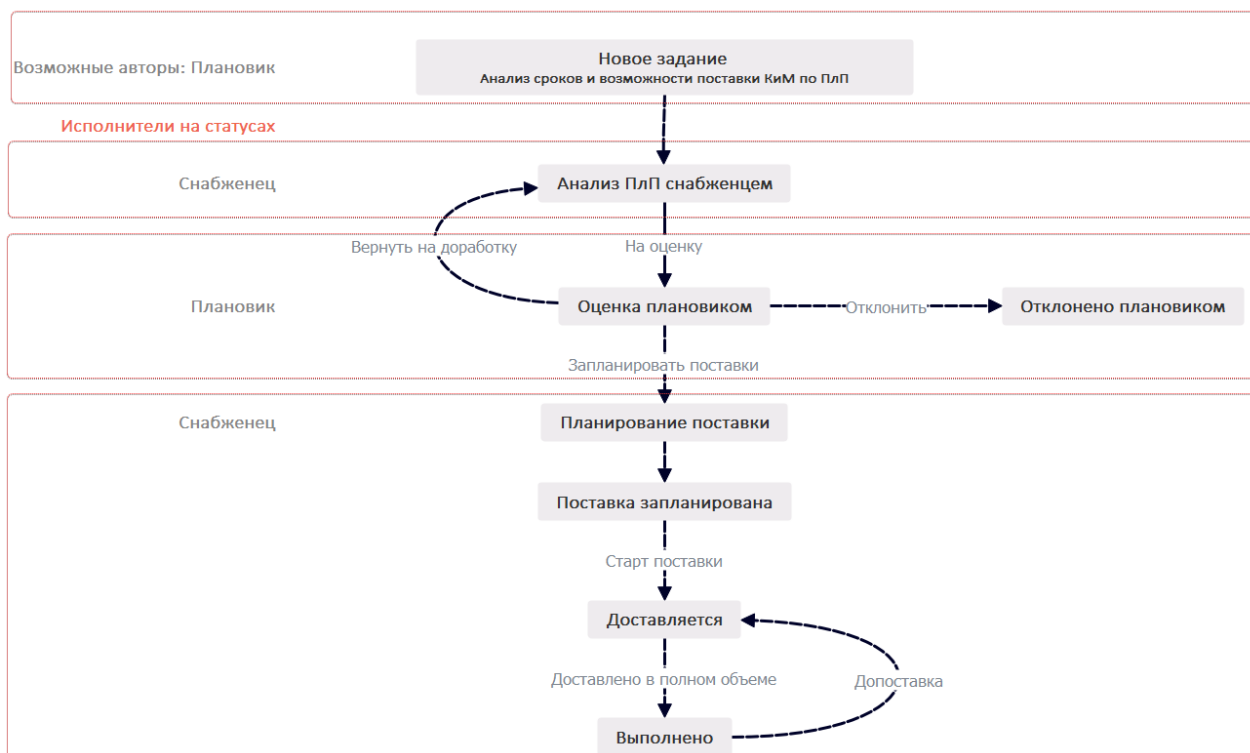 Новое задание
Возможные авторы: Плановик
Анализ сроков и возможности поставки КиМ по ПлП
Исполнители на статусах
Снабженец
Анализ ПлП снабженцем
Вернуть на доработку
На оценку
Плановик
Оценка плановиком
Отклонить
Отклонено плановиком
Запланировать поставки
Снабженец
Планирование поставки
Поставка запланирована
Старт поставки
Доставляется
Доставлено в полном объеме
Допоставка
Выполнено